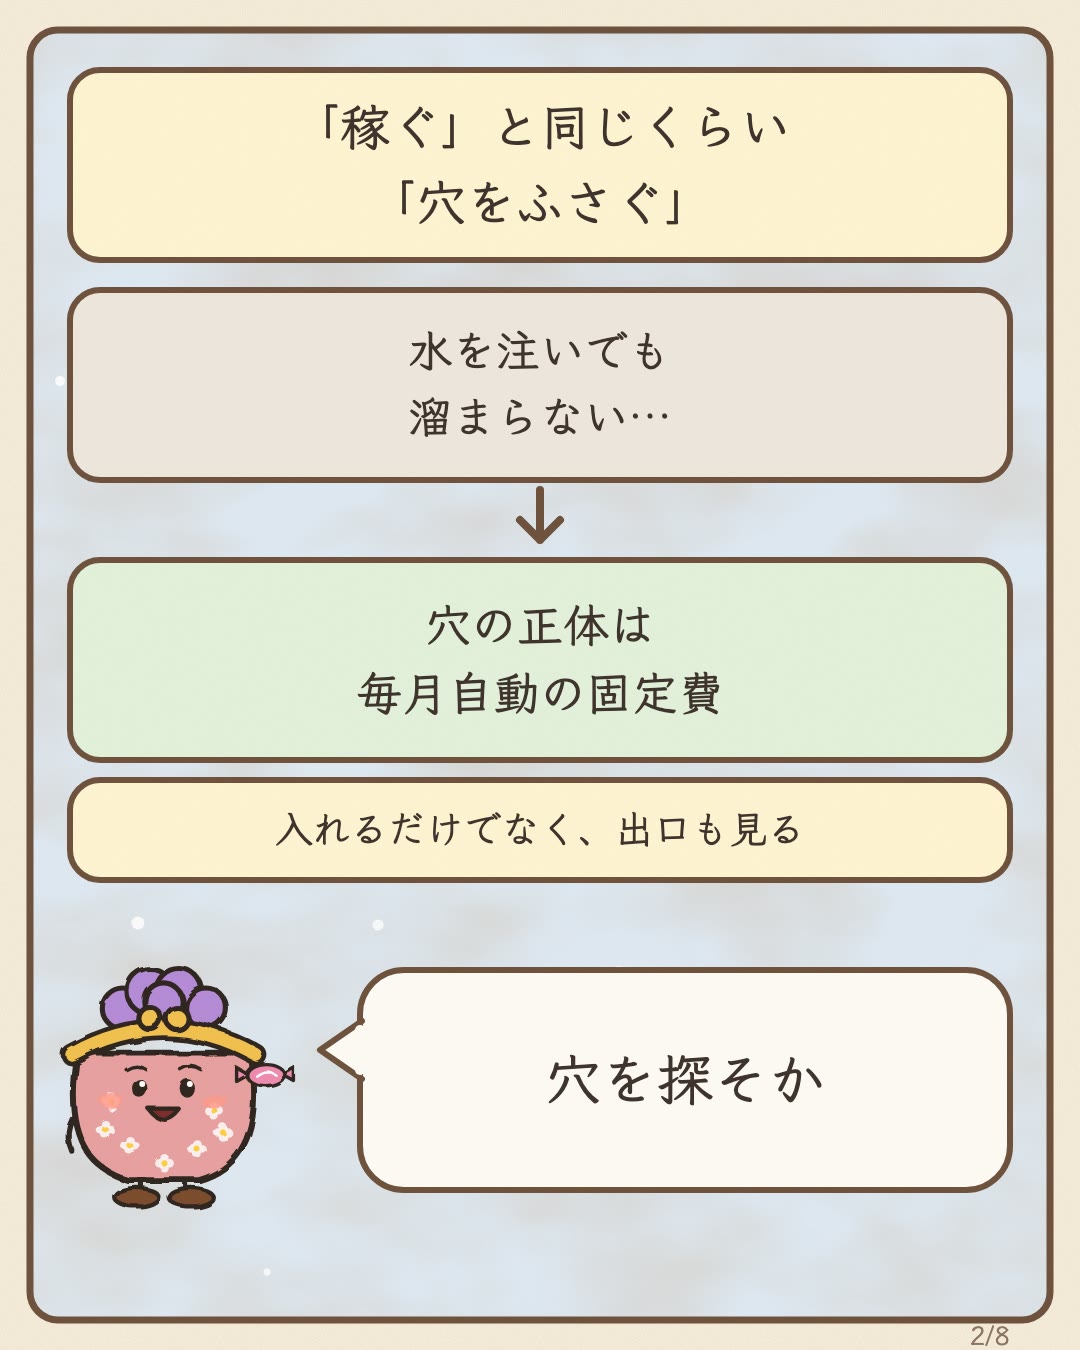 「稼ぐ」と同じくらい
「穴をふさぐ」
水を注いでも
溜まらない…
穴の正体は
毎月自動の固定費
入れるだけでなく、出口も見る
穴を探そか
2/8